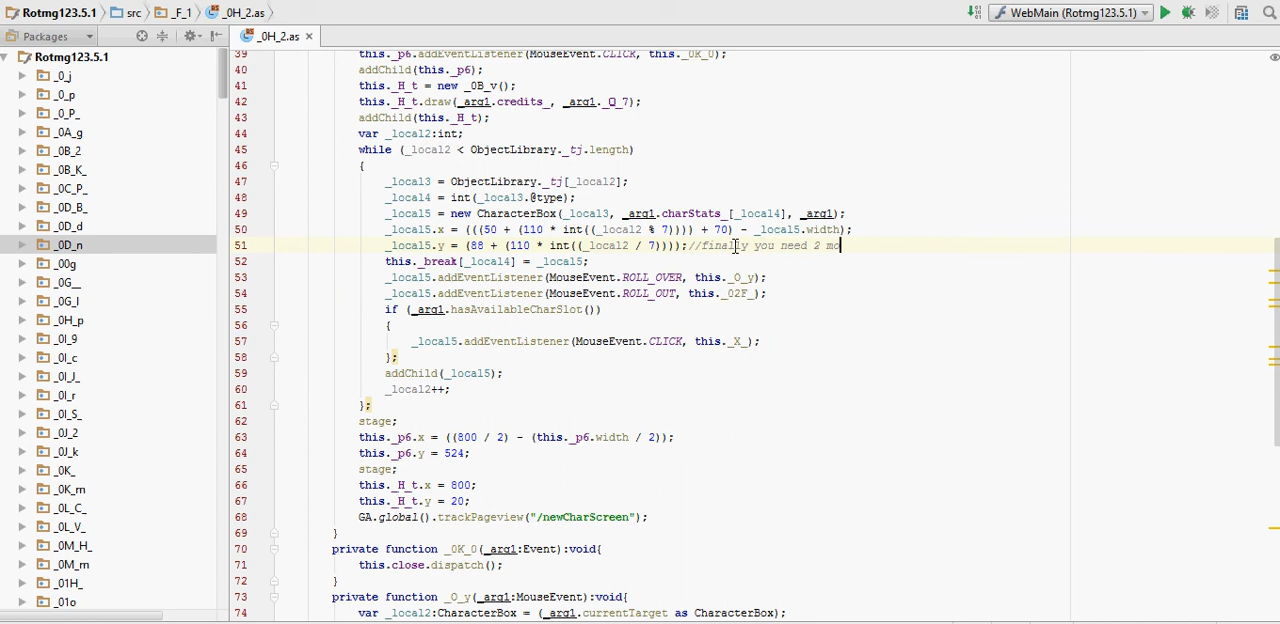 Rotmg123.5.1 src _F_1 _0H_2.as
WebMain (Rotmg123.5.1)
Packages
_0H_2.as
Rotmg123.5.1
_0_j
_0_p
_0_P_
_0A_g
_0B_2
_0B_K_
_0C_P_
_0D_B_
_0D_d
_0D_n
_00g
_0G__
_0G_l
_0H_p
_0I_9
_0I_c
_0I_J_
_0I_r
_0I_S_
_0J_2
_0J_k
_0K_
_0K_m
_0L_C_
_0L_V_
_0M_H_
_0M_m
_01H_
_01o
39 this._p6.addEventListener(MouseEvent.CLICK, this._0K_0);
40 addChild(this._p6);
41 this._H_t = new _0B_v();
42 this._H_t.draw(_arg1.credits_, _arg1._Q_7);
43 addChild(this._H_t);
44 var _local2:int;
45 while (_local2 < ObjectLibrary._tj.length)
46 {
47 _local3 = ObjectLibrary._tj[_local2];
48 _local4 = int(_local3.@type);
49 _local5 = new CharacterBox(_local3, _arg1.charStats_[_local4], _arg1);
50 _local5.x = (((50 + (110 * int((_local2 % 7)))) + 70) - _local5.width);
51 _local5.y = (88 + (110 * int((_local2 / 7))));//finally you need 2 mo
52 this._break[_local4] = _local5;
53 _local5.addEventListener(MouseEvent.ROLL_OVER, this._O_y);
54 _local5.addEventListener(MouseEvent.ROLL_OUT, this._02F_);
55 if (_arg1.hasAvailableCharSlot())
56 {
57 _local5.addEventListener(MouseEvent.CLICK, this._X_);
58 };
59 addChild(_local5);
60 _local2++;
61 };
62 stage;
63 this._p6.x = ((800 / 2) - (this._p6.width / 2));
64 this._p6.y = 524;
65 stage;
66 this._H_t.x = 800;
67 this._H_t.y = 20;
68 GA.global().trackPageview("/newCharScreen");
69 }
70 private function _0K_0(_arg1:Event):void{
71 this.close.dispatch();
72 }
73 private function _O_y(_arg1:MouseEvent):void{
74 var _local2:CharacterBox = (_arg1.currentTarget as CharacterBox);